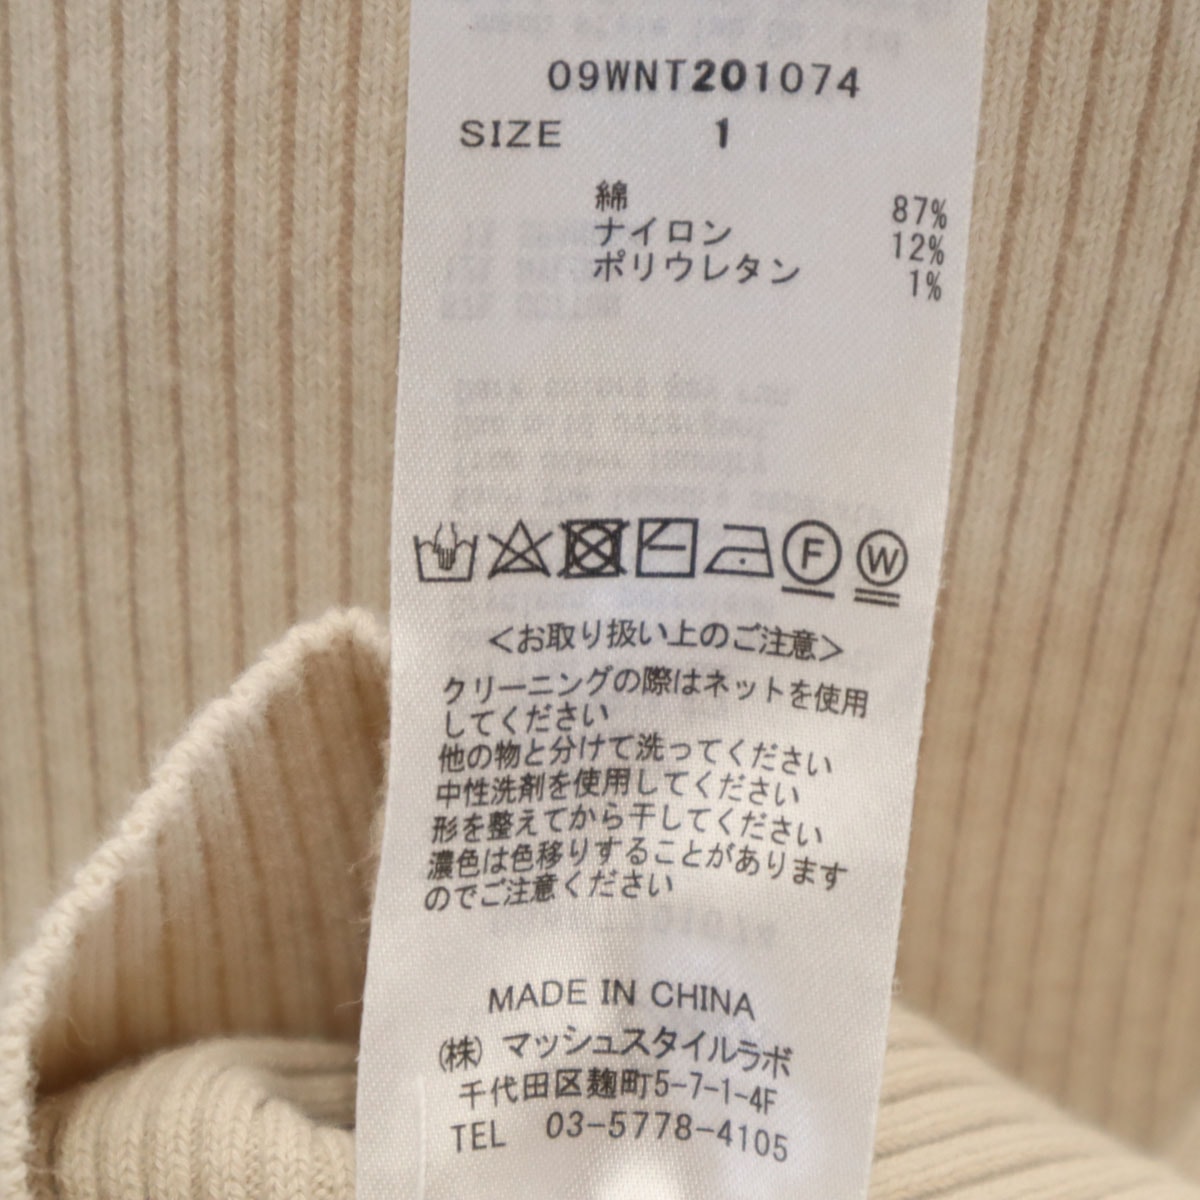 09WNT201074
SIZE 1
綿 87%
ナイロン 12%
ポリウレタン 1%
F W
<お取り扱い上のご注意>
クリーニングの際はネットを使用
してください
他の物と分けて洗ってください
中性洗剤を使用してください
形を整えてから干してください
濃色は色移りすることがあります
のでご注意ください
MADE IN CHINA
(株) マッシュスタイルラボ
千代田区麹町5-7-1-4F
TEL 03-5778-4105